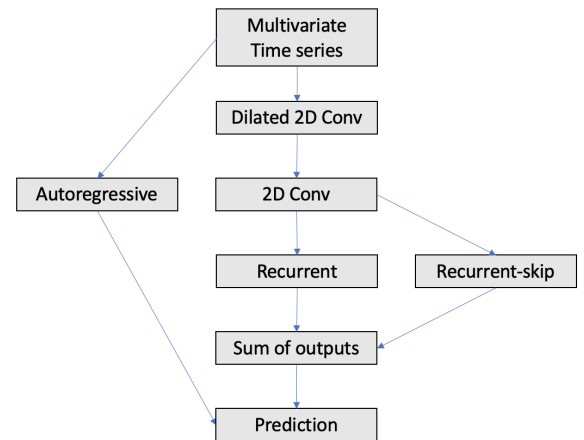 Multivariate
Time series
Dilated 2D Conv
Autoregressive
2D Conv
Recurrent
Recurrent-skip
Sum of outputs
Prediction